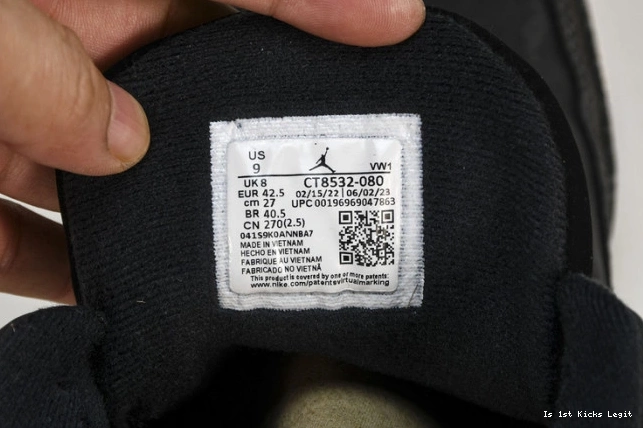 US
9
VW1
UK 8
CT8532-080
EUR 42.5
02/15/22 | 06/02/23
cm 27
UPC 00196969047863
BR 40.5
CN 270(2.5)
041S9K0ANNBA7
MADE IN VIETNAM
HECHO EN VIETNAM
FABRIQUE AU VIETNAM
FABRICADO NO VIETNÃ
This product is covered by one or more patents:
www.nike.com/patentsvirtualmarking
Is 1st Kicks Legit